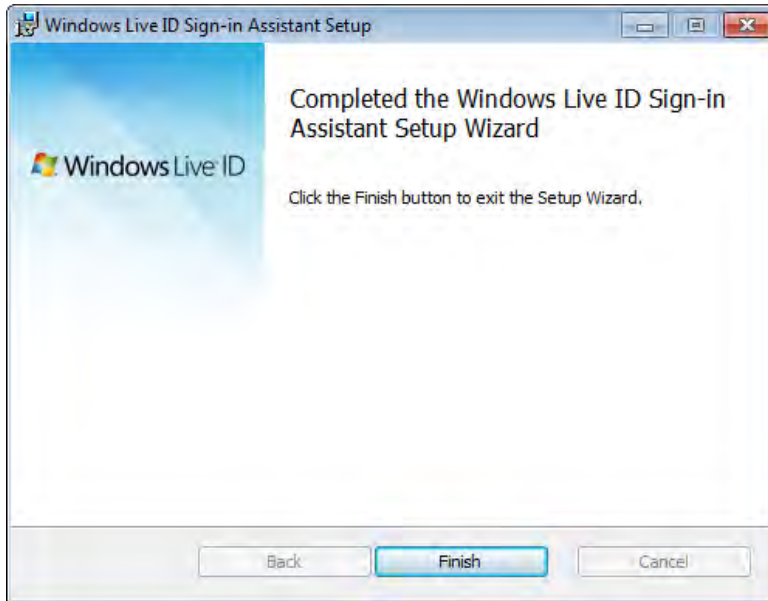 Windows Live ID Sign-in Assistant Setup
Completed the Windows Live ID Sign-in
Assistant Setup Wizard
Windows Live ID
Click the Finish button to exit the Setup Wizard.
Back
Finish
Cancel